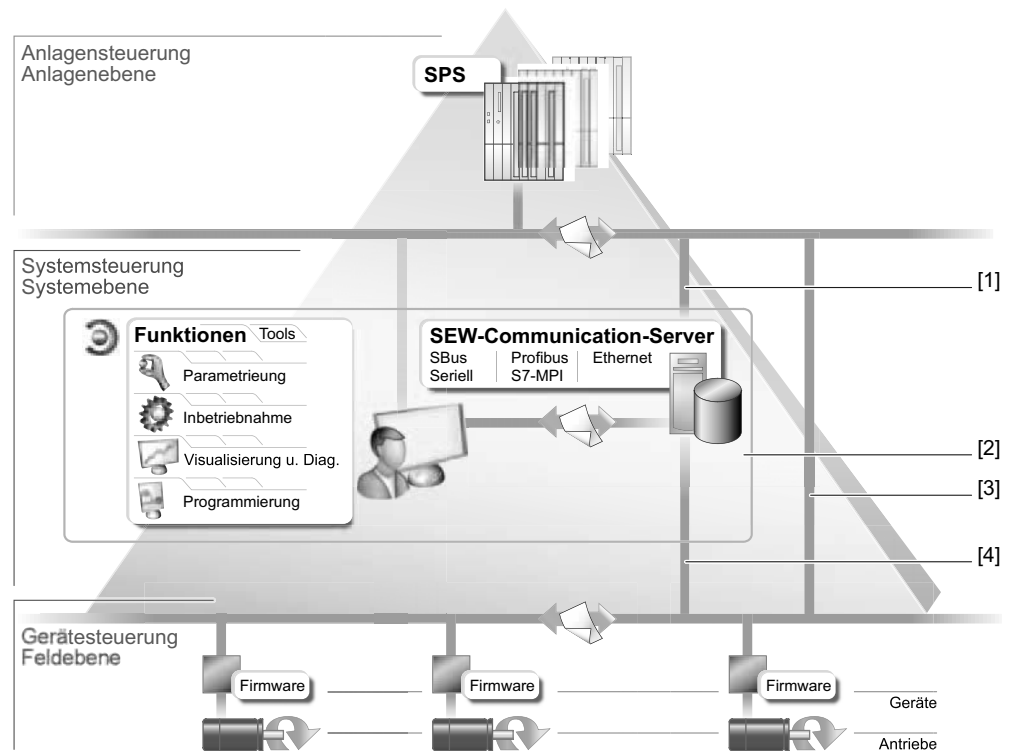 Anlagensteuerung
Anlagenebene
SPS
Systemsteuerung
Systemebene
[1]
Funktionen Tools
Parametrieung
Inbetriebnahme
Visualisierung u. Diag.
Programmierung
SEW-Communication-Server
SBus Profibus Ethernet
Seriell S7-MPI
[2]
[3]
[4]
Gerätesteuerung
Feldebene
Firmware Firmware Firmware
Geräte
Antriebe